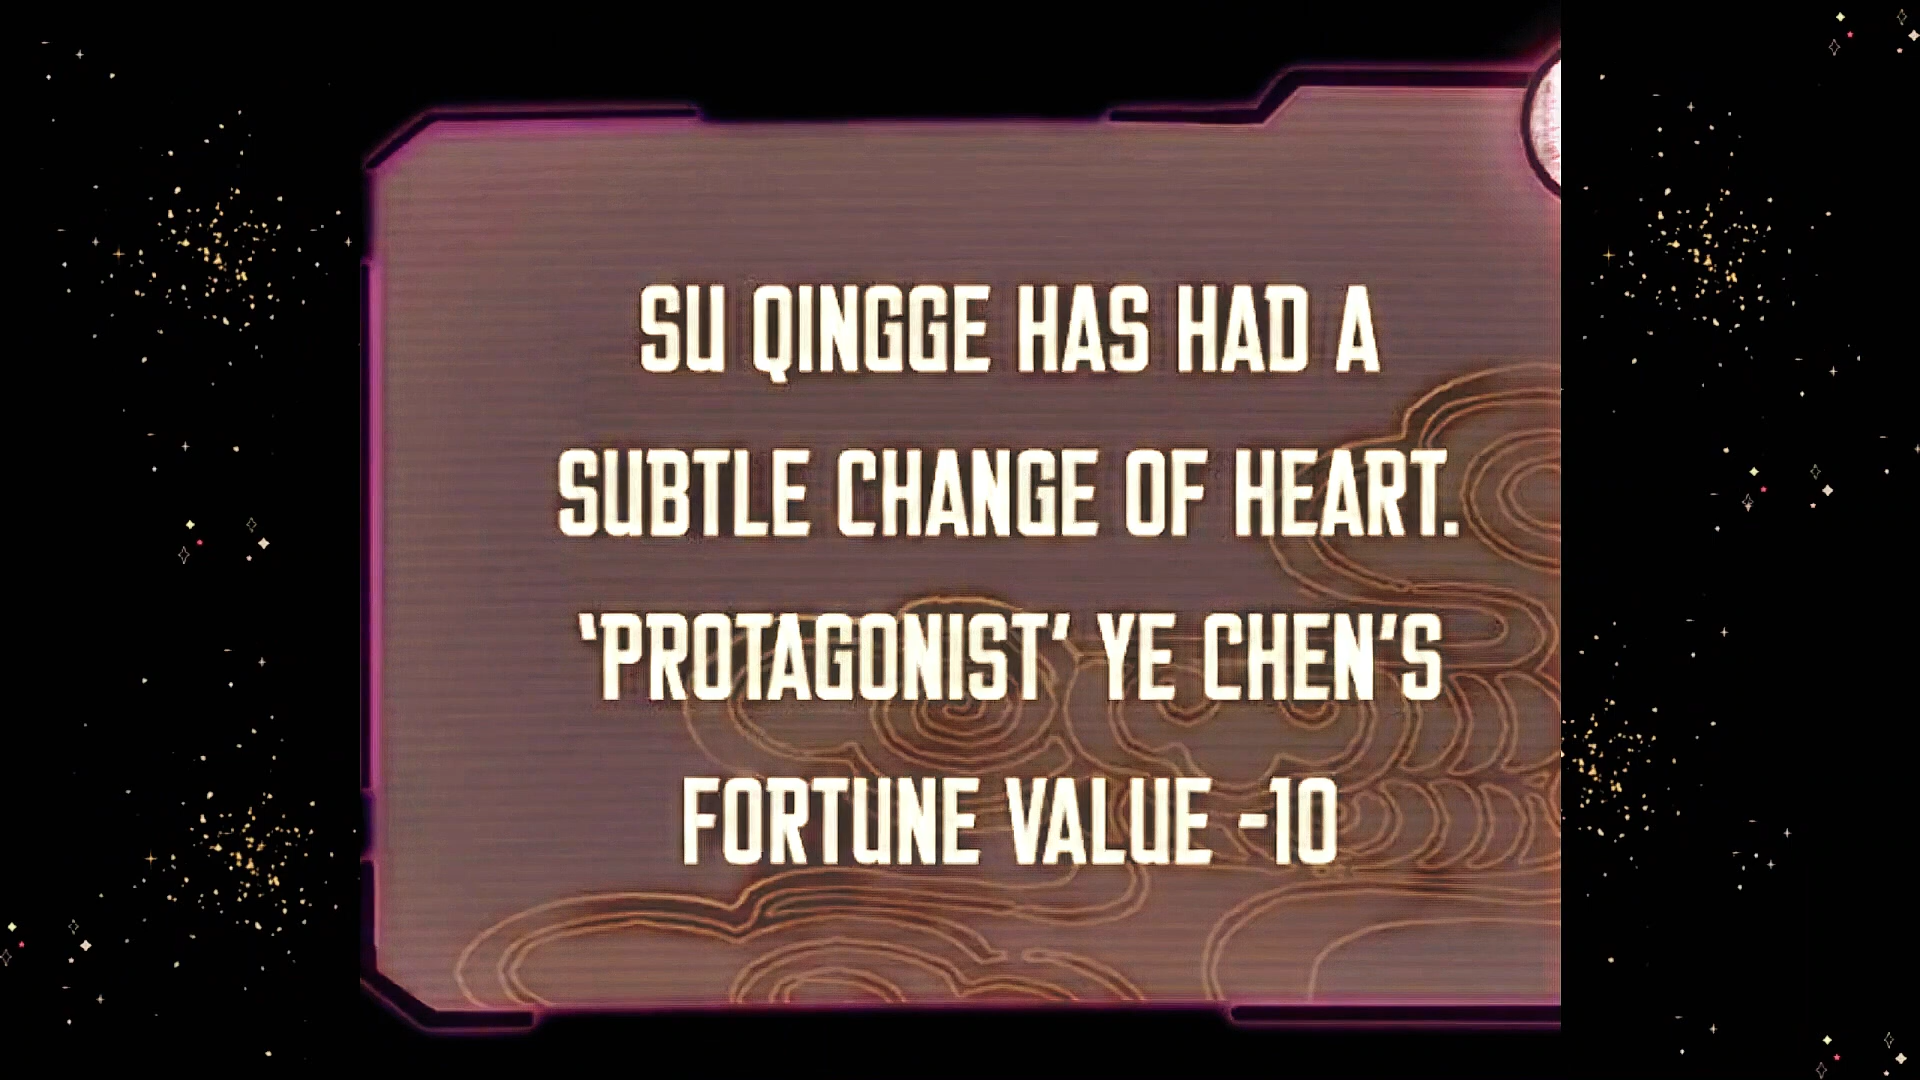 SU QINGGE HAS HAD A
SUBTLE CHANGE OF HEART.
'PROTAGONIST' YE CHEN'S
FORTUNE VALUE -10